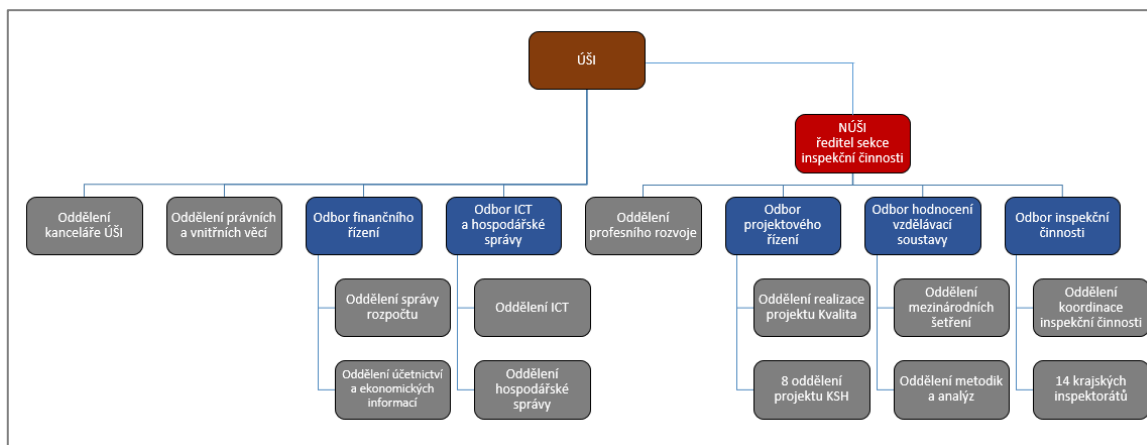 ÚŠI
NÚŠI
ředitel sekce
inspekční činnosti
Oddělení
kanceláře ÚŠI
Oddělení právních
a vnitřních věcí
Odbor finančního
řízení
Odbor ICT
a hospodářské
správy
Oddělení
profesního rozvoje
Odbor
projektového
řízení
Odbor hodnocení
vzdělávací
soustavy
Odbor inspekční
činnosti
Oddělení správy
rozpočtu
Oddělení ICT
Oddělení realizace
projektu Kvalita
Oddělení
mezinárodních
šetření
Oddělení
koordinace
inspekční činnosti
Oddělení účetnictví
a ekonomických
informací
Oddělení
hospodářské
správy
8 oddělení
projektu KSH
Oddělení metodik
a analýz
14 krajských
inspektorátů